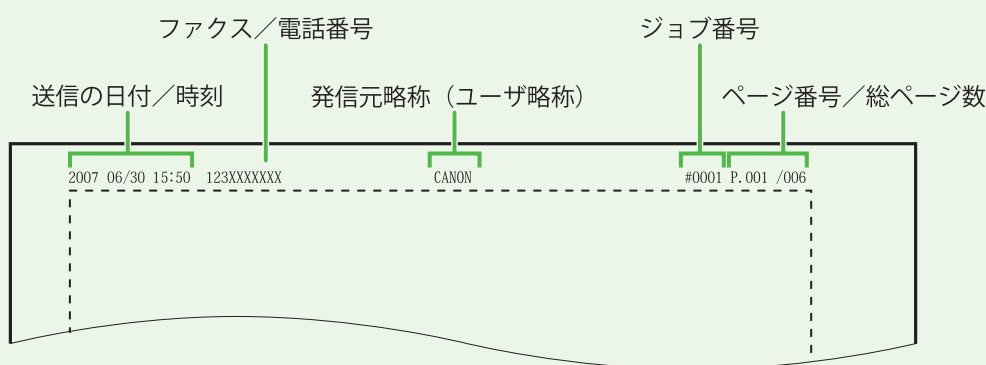 ファクス／電話番号 ジョブ番号
送信の日付／時刻 発信元略称（ユーザ略称） ページ番号／総ページ数
2007 06/30 15:50 123XXXXXXX CANON #0001 P.001 /006